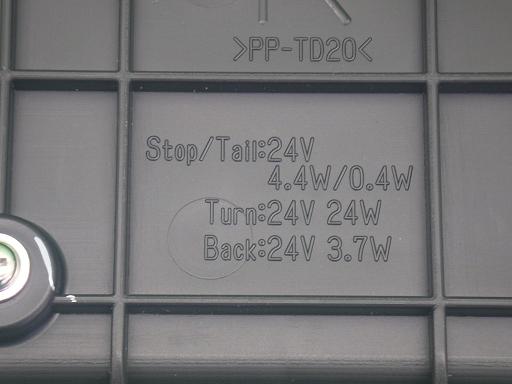 >PP-TD20<
Stop/Tail:24V
4.4W/0.4W
Turn:24V 24W
Back:24V 3.7W